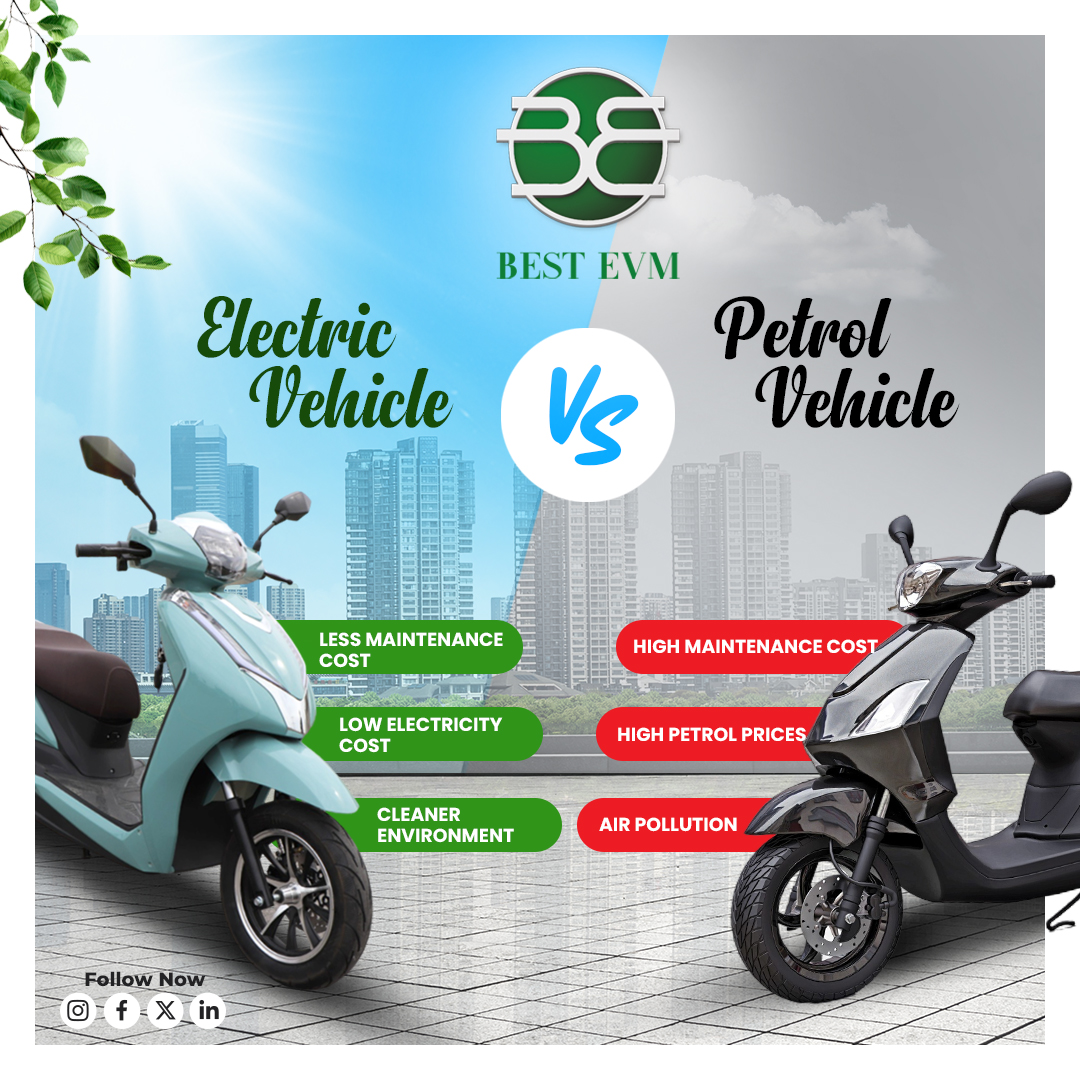 BEST EVM
Electric
Vehicle
VS
Petrol
Vehicle
LESS MAINTENANCE
COST
LOW ELECTRICITY
COST
CLEANER
ENVIRONMENT
HIGH MAINTENANCE COST
HIGH PETROL PRICES
AIR POLLUTION
Follow Now